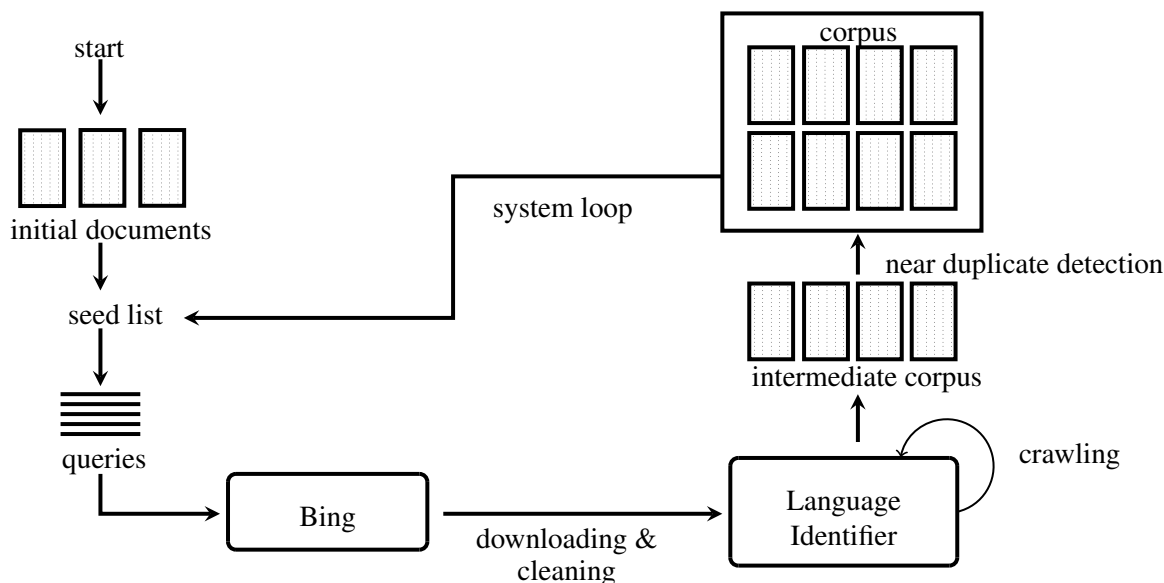 start
corpus
initial documents
system loop
near duplicate detection
seed list
intermediate corpus
queries
crawling
Bing
Language
Identifier
downloading &
cleaning